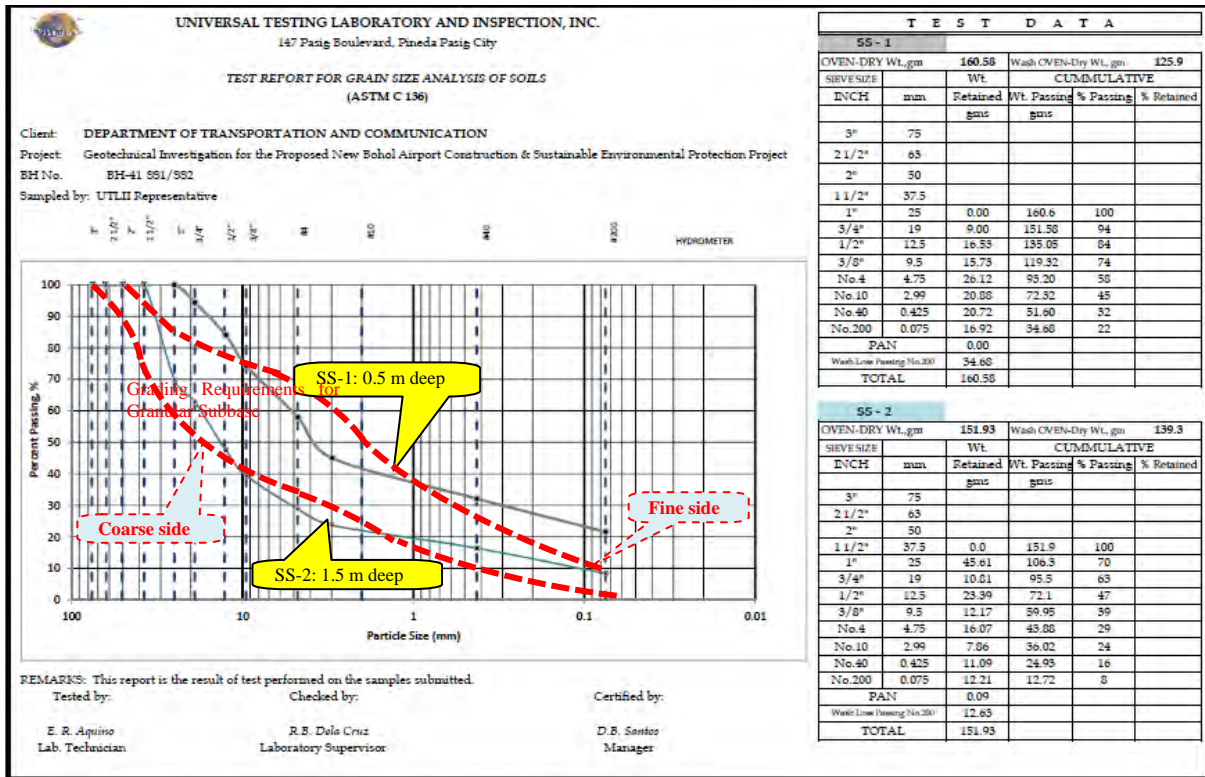 UNIVERSAL TESTING LABORATORY AND INSPECTION, INC.
147 Pasig Boulevard, Pineda Pasig City
TEST REPORT FOR GRAIN SIZE ANALYSIS OF SOILS
(ASTM C 136)
Client: DEPARTMENT OF TRANSPORTATION AND COMMUNICATION
Project: Geotechnical Investigation for the Proposed New Bohol Airport Construction & Sustainable Environmental Protection Project
BH No. BH-41 SS1/SS2
Sampled by: UTLII Representative
3" 2 1/2" 2" 1 1/2" 1" 3/4" 1/2" 3/8" #4 #10 #40 #200 HYDROMETER
Percent Passing, %
100
90
80
70
60
50
40
30
20
10
0
100 10 1 0.1 0.01
Particle Size (mm)
Grading Requirements for
Granular Subbase
SS-1: 0.5 m deep
Coarse side
Fine side
SS-2: 1.5 m deep
REMARKS: This report is the result of test performed on the samples submitted.
Tested by: Checked by: Certified by:
E. R. Aquino R.B. Dela Cruz D.B. Santos
Lab. Technician Laboratory Supervisor Manager
T E S T D A T A
SS - 1
OVEN-DRY Wt.,gm 160.58 Wash OVEN-Dry Wt., gm 125.9
SIEVE SIZE Wt. CUMMULATIVE
INCH mm Retained Wt. Passing % Passing % Retained
gms gms
3" 75
2 1/2" 63
2" 50
1 1/2" 37.5
1" 25 0.00 160.6 100
3/4" 19 9.00 151.58 94
1/2" 12.5 16.53 135.05 84
3/8" 9.5 15.73 119.32 74
No.4 4.75 26.12 93.20 58
No.10 2.99 20.88 72.32 45
No.40 0.425 20.72 51.60 32
No.200 0.075 16.92 34.68 22
PAN 0.00
Wash Loss Passing No.200 34.68
TOTAL 160.58
SS - 2
OVEN-DRY Wt.,gm 151.93 Wash OVEN-Dry Wt., gm 139.3
SIEVE SIZE Wt. CUMMULATIVE
INCH mm Retained Wt. Passing % Passing % Retained
gms gms
3" 75
2 1/2" 63
2" 50
1 1/2" 37.5 0.0 151.9 100
1" 25 45.61 106.3 70
3/4" 19 10.81 95.5 63
1/2" 12.5 23.39 72.1 47
3/8" 9.5 12.17 59.95 39
No.4 4.75 16.07 43.88 29
No.10 2.99 7.86 36.02 24
No.40 0.425 11.09 24.93 16
No.200 0.075 12.21 12.72 8
PAN 0.09
Wash Loss Passing No.200 12.63
TOTAL 151.93